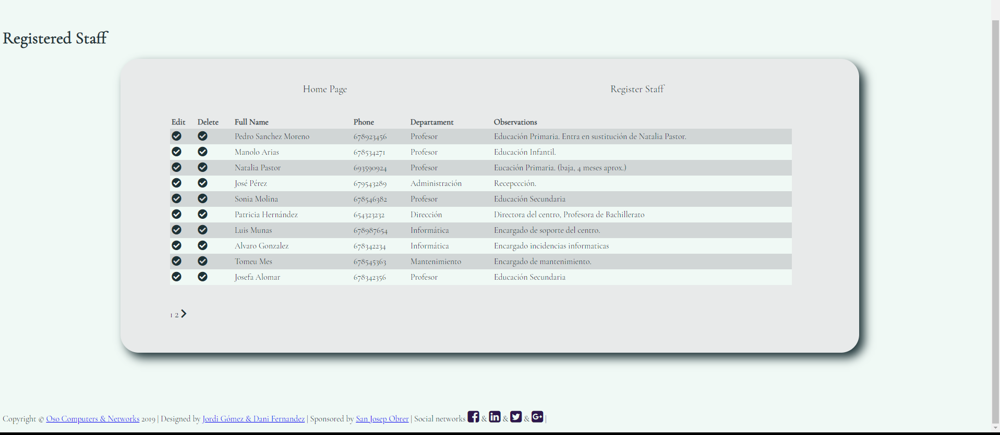 Registered Staff
Home Page Register Staff
Edit Delete Full Name Phone Departament Observations
Pedro Sanchez Moreno 678923456 Profesor Educación Primaria. Entra en sustitución de Natalia Pastor.
Manolo Arias 678534271 Profesor Educación Infantil.
Natalia Pastor 693590924 Profesor Eucación Primaria. (baja, 4 meses aprox.)
José Pérez 679543289 Administración Recepccción.
Sonia Molina 678546382 Profesor Educación Secundaria
Patricia Hernández 654323232 Dirección Directora del centro, Profesora de Bachillerato
Luis Munas 678987654 Informática Encargado de soporte del centro.
Alvaro Gonzalez 678342234 Informática Encargado incidencias informaticas
Tomeu Mes 678545363 Mantenimiento Encargado de mantenimiento.
Josefa Alomar 678342356 Profesor Educación Secundaria
1 2
Copyright © Oso Computers & Networks 2019 | Designed by Jordi Gómez & Dani Fernandez | Sponsored by San Josep Obrer | Social networks & & & |